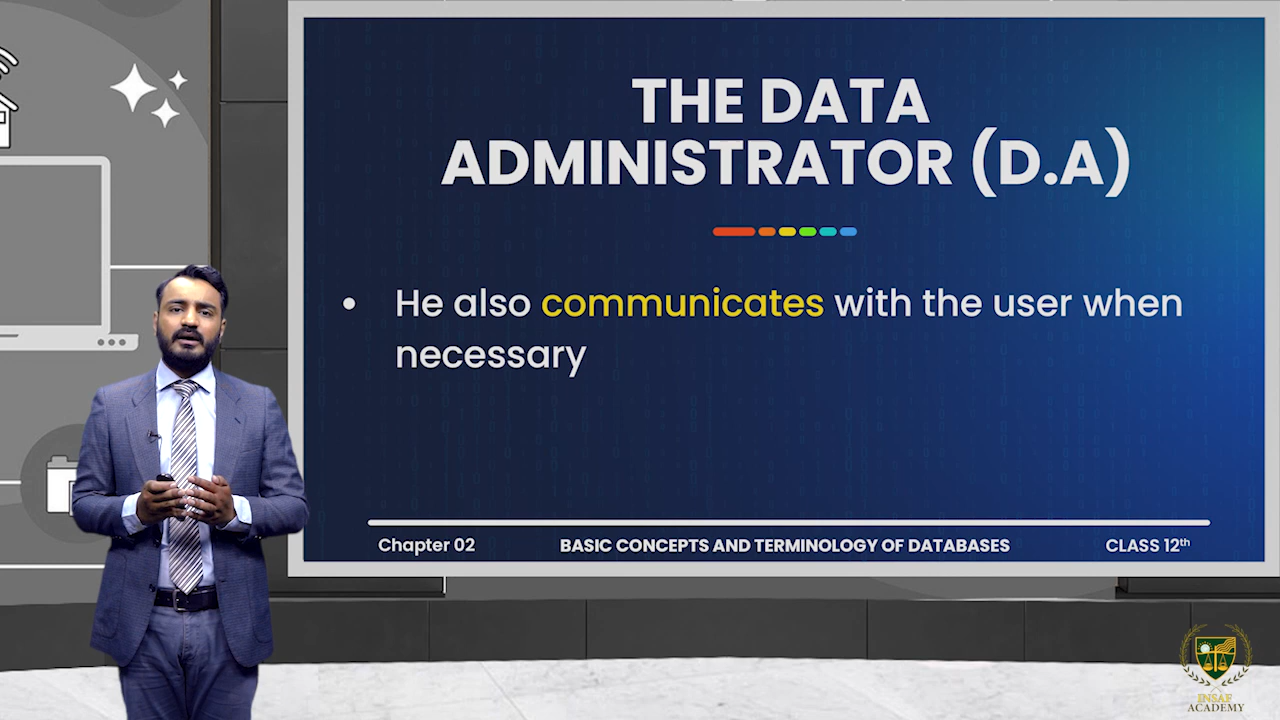 THE DATA
ADMINISTRATOR (D.A)
• He also communicates with the user when
necessary
Chapter 02
BASIC CONCEPTS AND TERMINOLOGY OF DATABASES
CLASS 12th
INSAF
ACADEMY